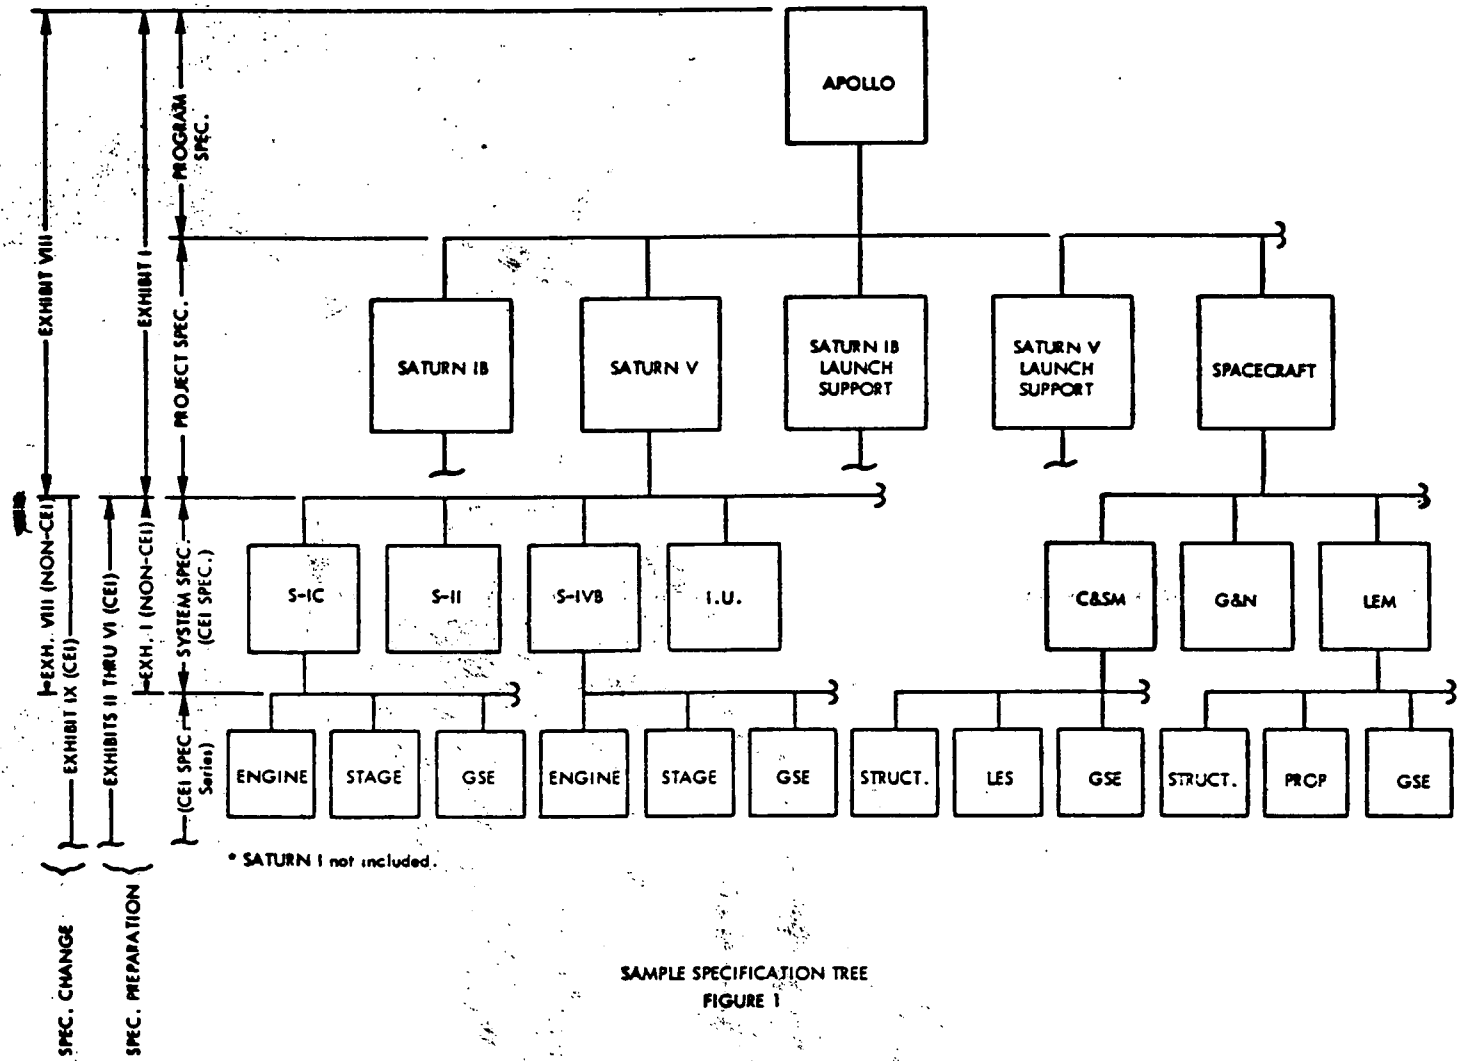 APOLLO
PROGRAM
SPEC.
EXHIBIT VIII
EXHIBIT I
PROJECT SPEC.
SATURN IB
SATURN V
SATURN IB
LAUNCH
SUPPORT
SATURN V
LAUNCH
SUPPORT
SPACECRAFT
EXH. VIII (NON-CEI)
EXHIBIT IX (CEI)
EXHIBITS II THRU VI (CEI)
EXH. I (NON-CEI)
SYSTEM SPEC.
(CEI SPEC.)
S-IC
S-II
S-IVB
I.U.
C&SM
G&N
LEM
(CEI SPEC
Series)
ENGINE
STAGE
GSE
ENGINE
STAGE
GSE
STRUCT.
LES
GSE
STRUCT.
PROP
GSE
* SATURN I not included.
SPEC. CHANGE
SPEC. PREPARATION
SAMPLE SPECIFICATION TREE
FIGURE 1